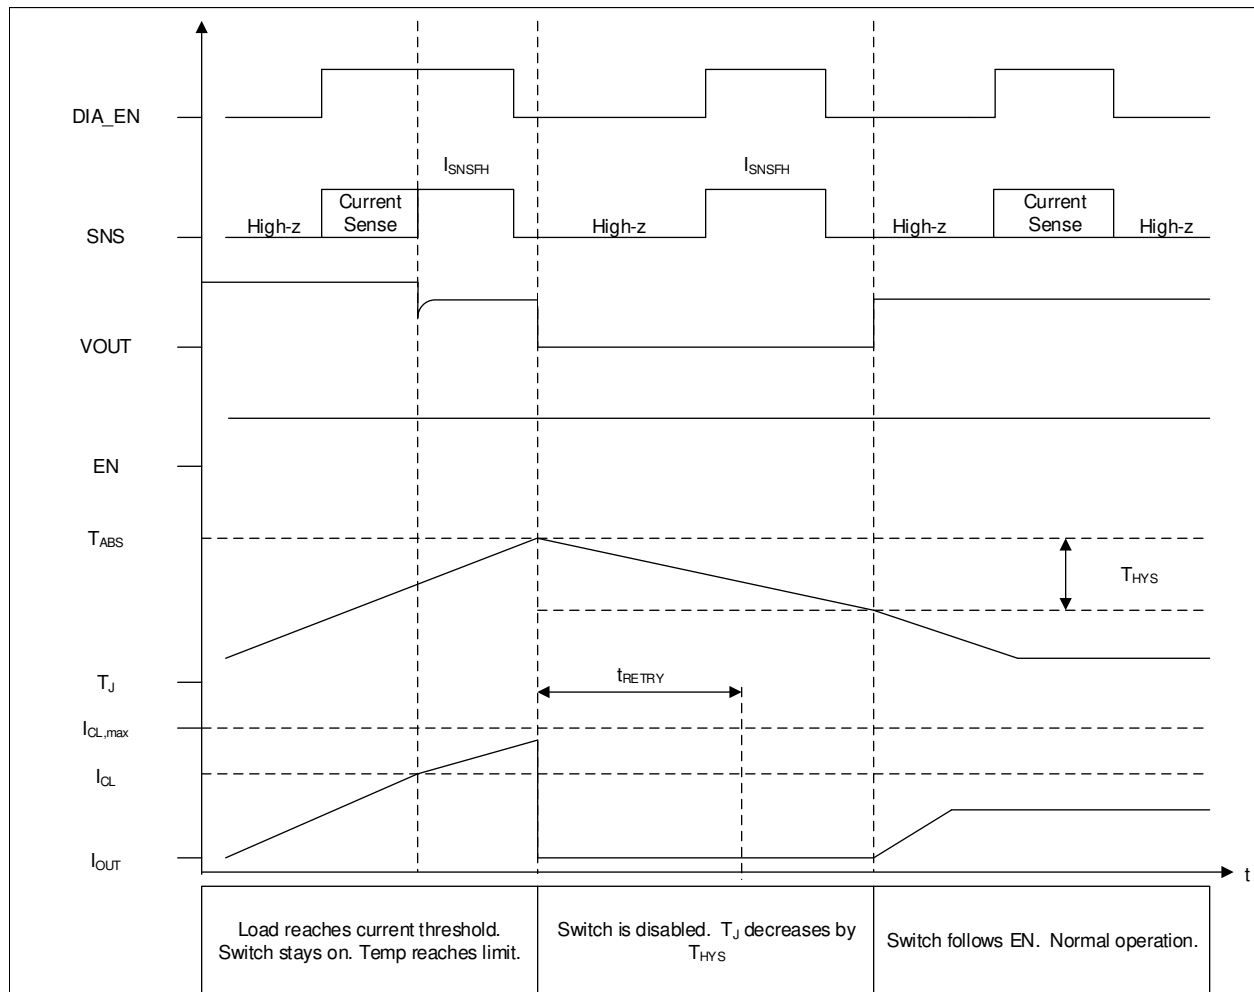 DIA_EN
I_SNSFH
I_SNSFH
SNS
High-z
Current
Sense
High-z
High-z
Current
Sense
High-z
VOUT
EN
T_ABS
T_HYS
T_J
t_RETRY
I_CL,max
I_CL
I_OUT
t
Load reaches current threshold.
Switch stays on. Temp reaches limit.
Switch is disabled. T_J decreases by
T_HYS
Switch follows EN. Normal operation.